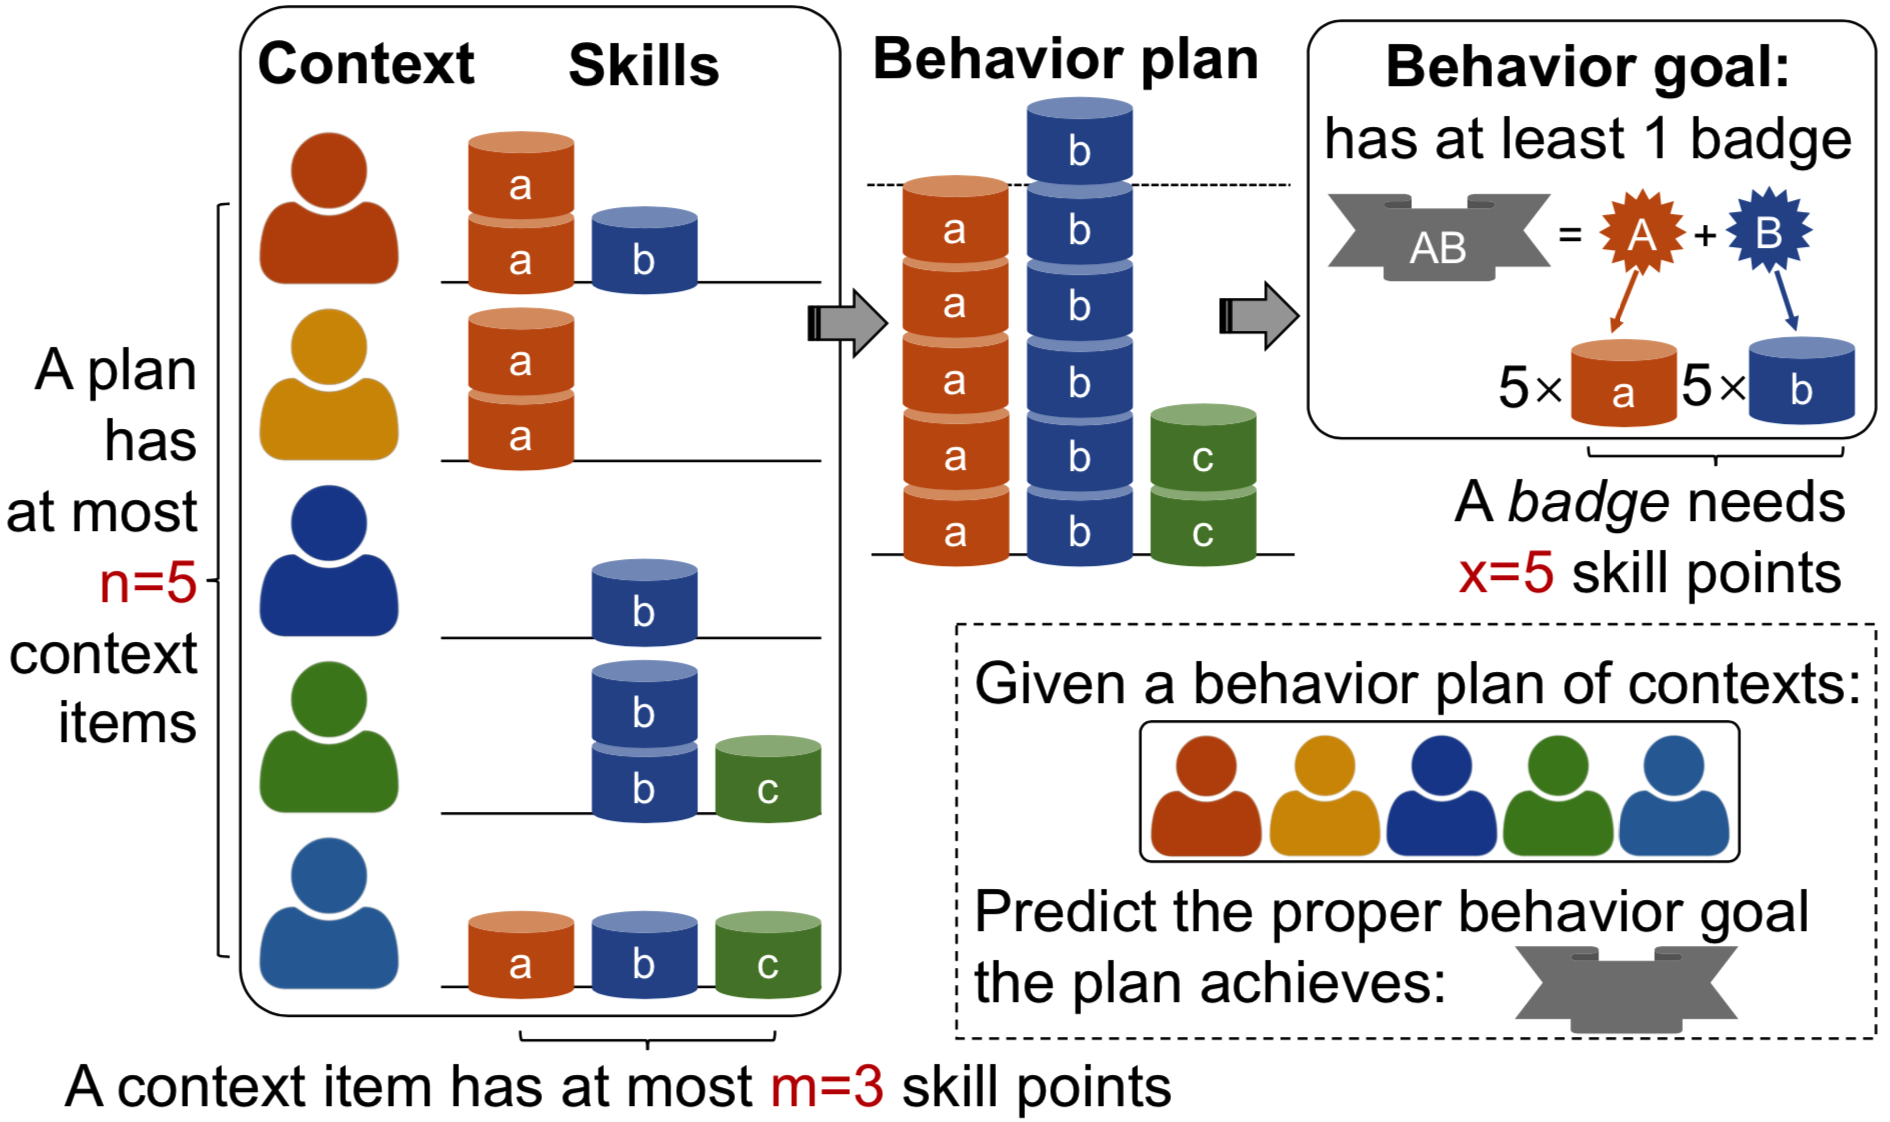 Context Skills
a
a b
a
a
b
b
b c
a b c
A plan
has
at most
n=5
context
items
A context item has at most m=3 skill points
Behavior plan
b
a b
a b
a b
a b c
a b c
Behavior goal:
has at least 1 badge
AB = A + B
5× a 5× b
A badge needs
x=5 skill points
Given a behavior plan of contexts:
Predict the proper behavior goal
the plan achieves: